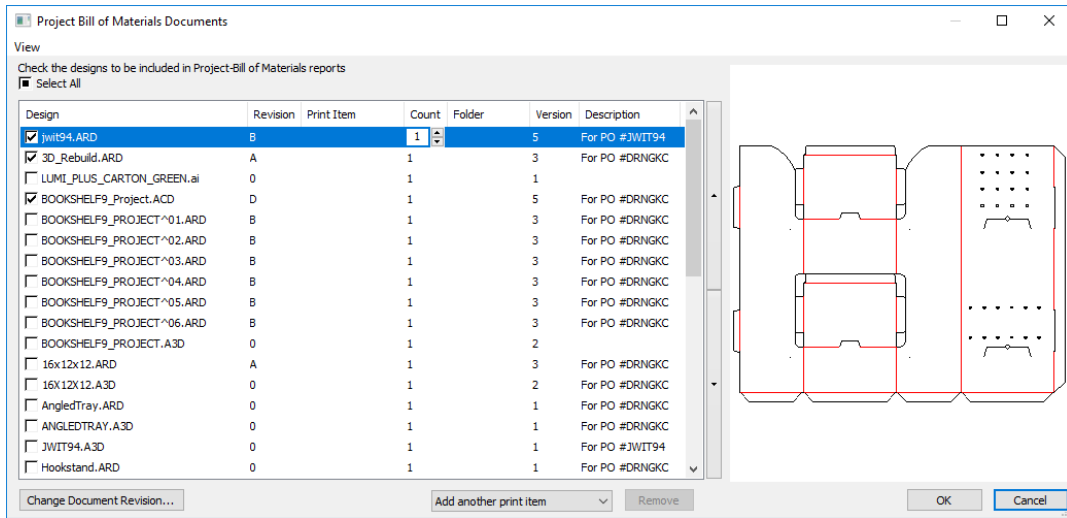 Project Bill of Materials Documents
View
Check the designs to be included in Project-Bill of Materials reports
Select All
Design Revision Print Item Count Folder Version Description
jwit94.ARD B 1 5 For PO #JWIT94
3D_Rebuild.ARD A 1 3 For PO #DRNGKC
LUMI_PLUS_CARTON_GREEN.ai 0 1 1
BOOKSHELF9_Project.ACD D 1 5 For PO #DRNGKC
BOOKSHELF9_PROJECT^01.ARD B 1 3 For PO #DRNGKC
BOOKSHELF9_PROJECT^02.ARD B 1 3 For PO #DRNGKC
BOOKSHELF9_PROJECT^03.ARD B 1 3 For PO #DRNGKC
BOOKSHELF9_PROJECT^04.ARD B 1 3 For PO #DRNGKC
BOOKSHELF9_PROJECT^05.ARD B 1 3 For PO #DRNGKC
BOOKSHELF9_PROJECT^06.ARD B 1 3 For PO #DRNGKC
BOOKSHELF9_PROJECT.A3D 0 1 2
16x12x12.ARD A 1 3 For PO #DRNGKC
16X12X12.A3D 0 1 2 For PO #DRNGKC
AngledTray.ARD 0 1 1 For PO #DRNGKC
ANGLEDTRAY.A3D 0 1 1 For PO #DRNGKC
JWIT94.A3D 0 1 1 For PO #JWIT94
Hookstand.ARD 0 1 1 For PO #DRNGKC
Change Document Revision... Add another print item Remove OK Cancel